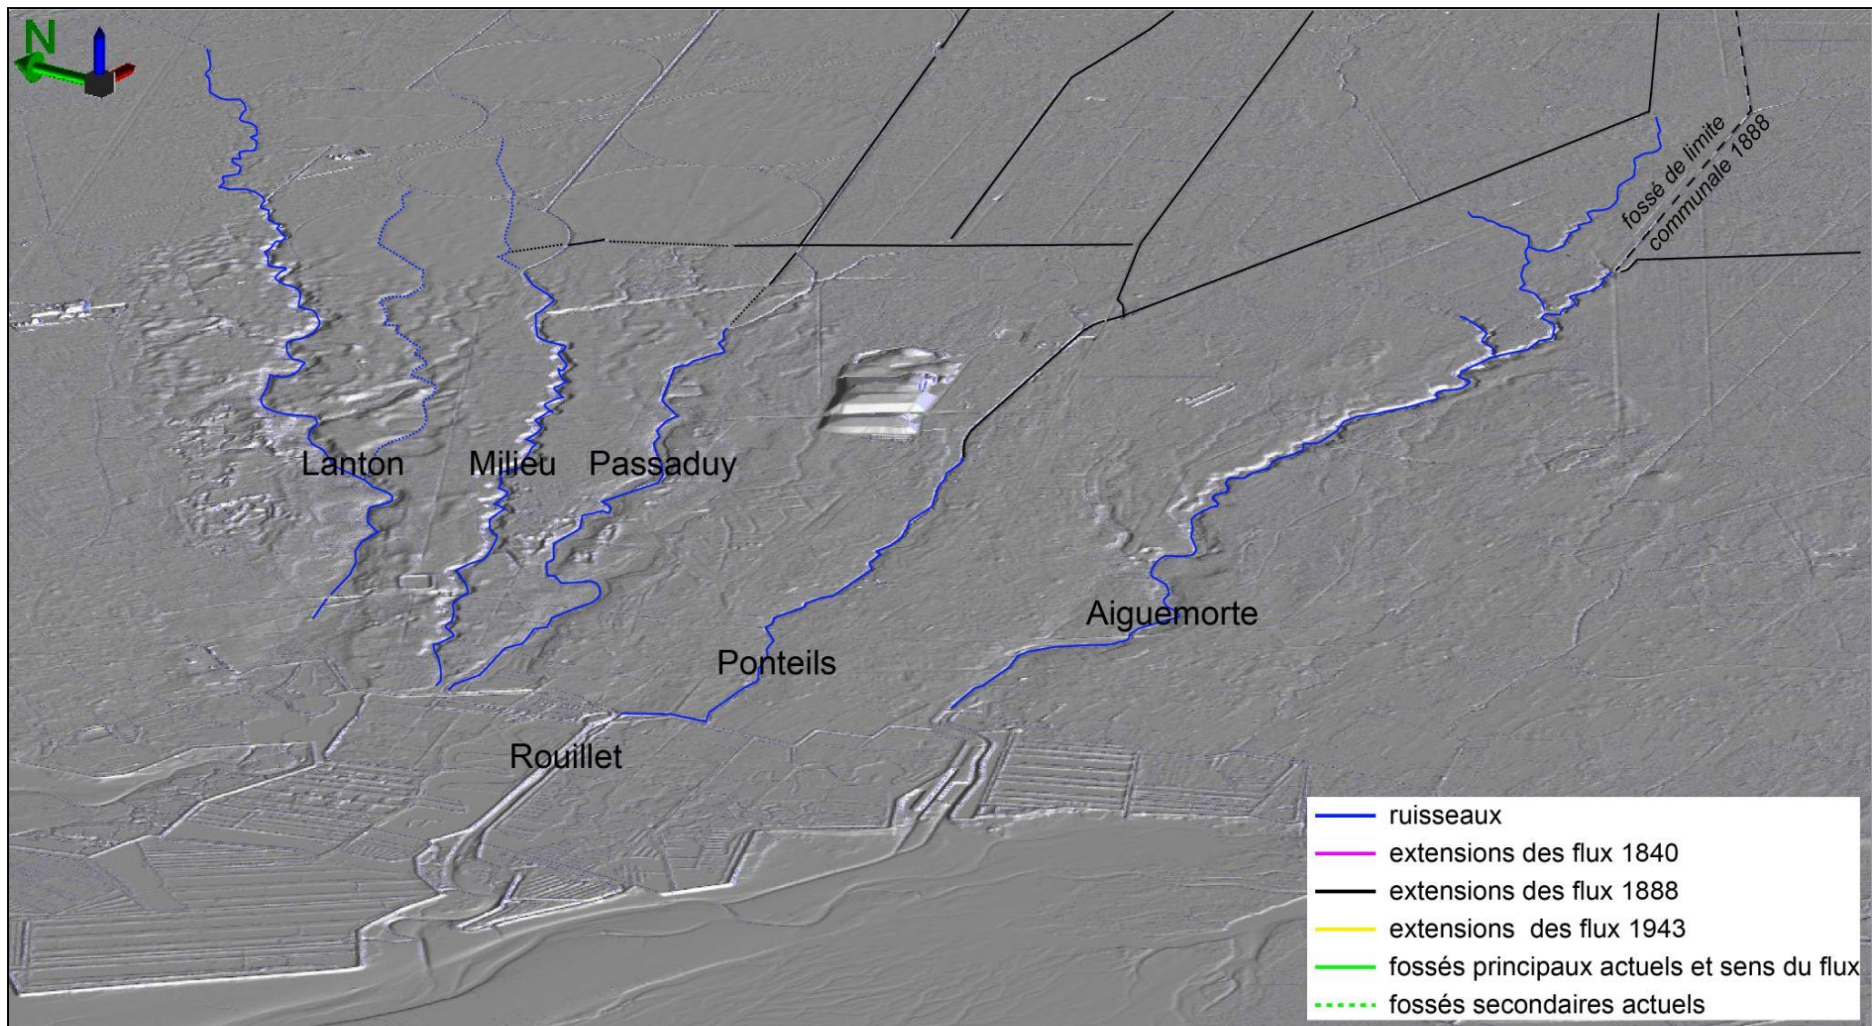 N
fossé de limite
communale 1888
Lanton
Milieu
Passaduy
Aiguemorte
Ponteils
Rouillet
ruisseaux
extensions des flux 1840
extensions des flux 1888
extensions  des flux 1943
fossés principaux actuels et sens du flux
fossés secondaires actuels